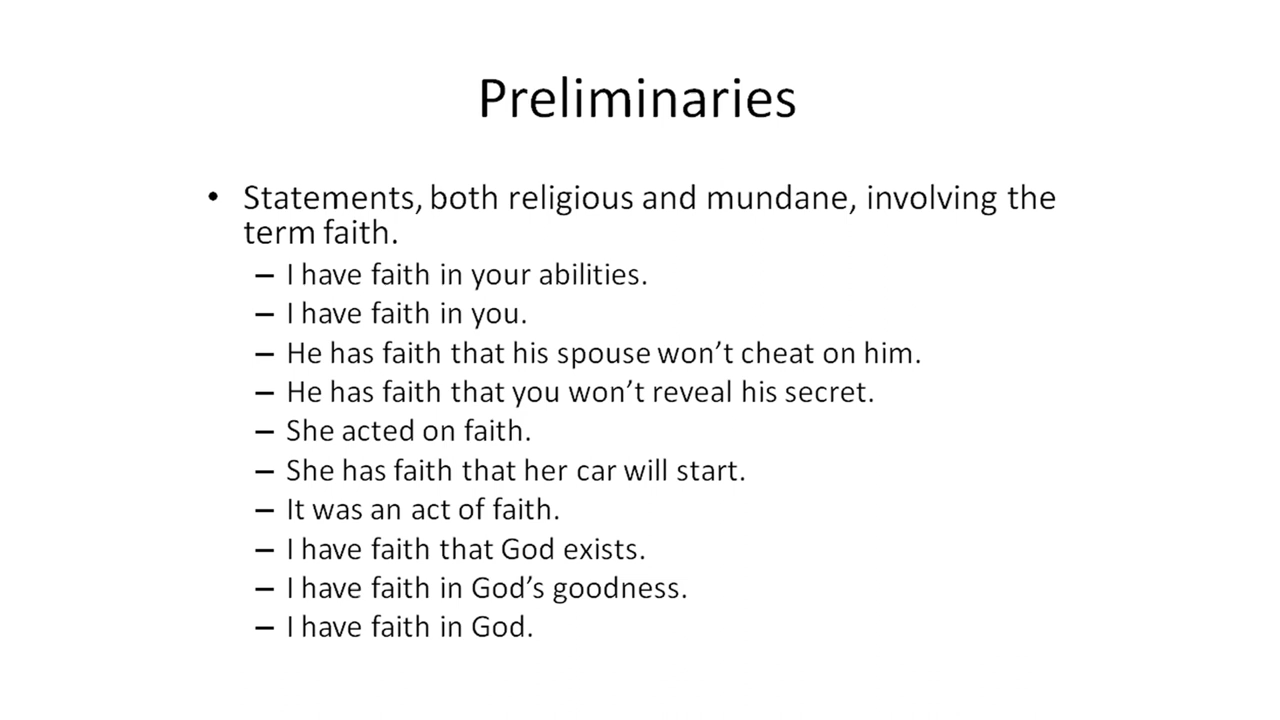 Preliminaries
• Statements, both religious and mundane, involving the
term faith.
– I have faith in your abilities.
– I have faith in you.
– He has faith that his spouse won’t cheat on him.
– He has faith that you won’t reveal his secret.
– She acted on faith.
– She has faith that her car will start.
– It was an act of faith.
– I have faith that God exists.
– I have faith in God’s goodness.
– I have faith in God.